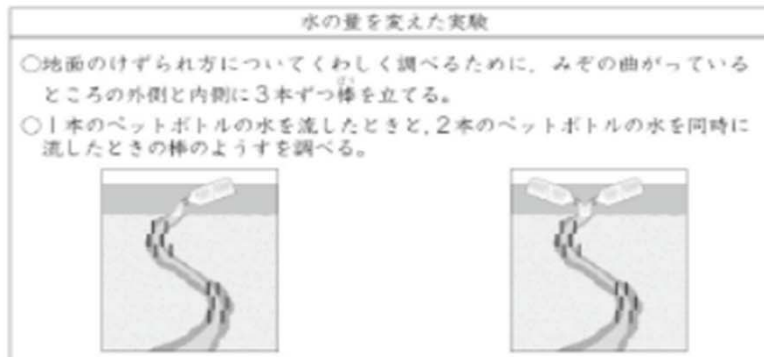 水の量を変えた実験
○地面のけずられ方についてくわしく調べるために，みぞの曲がっている
ところの外側と内側に3本ずつ棒を立てる。
○1本のペットボトルの水を流したときと，2本のペットボトルの水を同時に
流したときの棒のようすを調べる。